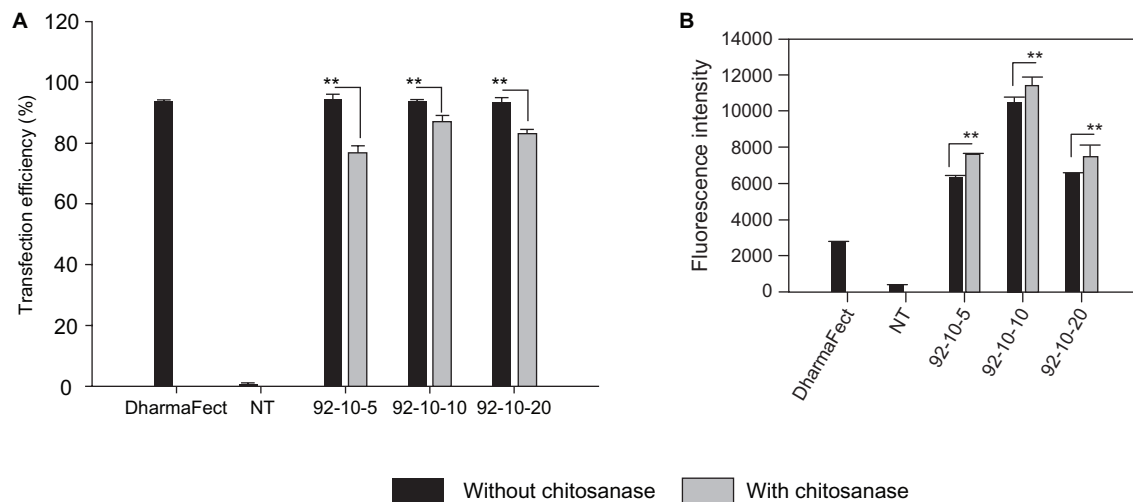 A
Transfection efficiency (%)
120
100
80
60
40
20
0
** ** **
DharmaFect NT 92-10-5 92-10-10 92-10-20
B
Fluorescence intensity
14000
12000
10000
8000
6000
4000
2000
0
** ** **
DharmaFect NT 92-10-5 92-10-10 92-10-20
Without chitosanase With chitosanase